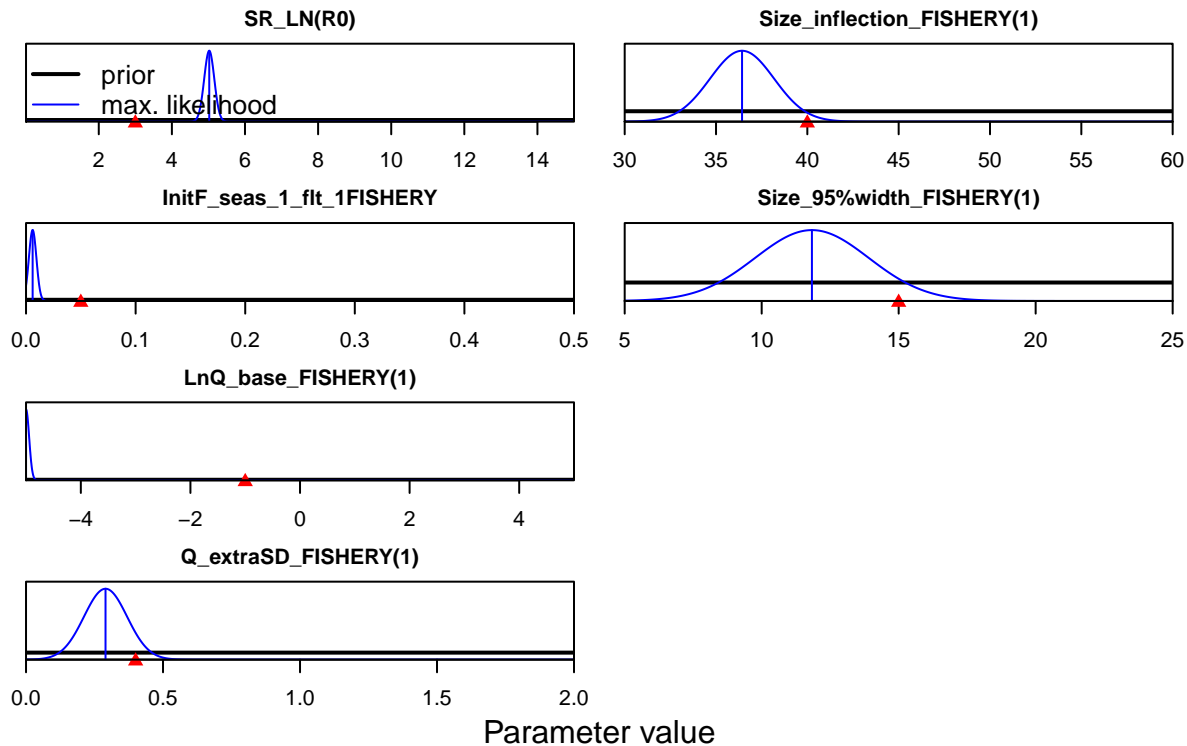 SR_LN(R0)
prior
max. likelihood
2 4 6 8 10 12 14
InitF_seas_1_flt_1FISHERY
0.0 0.1 0.2 0.3 0.4 0.5
LnQ_base_FISHERY(1)
−4 −2 0 2 4
Q_extraSD_FISHERY(1)
0.0 0.5 1.0 1.5 2.0
Size_inflection_FISHERY(1)
30 35 40 45 50 55 60
Size_95%width_FISHERY(1)
5 10 15 20 25
Parameter value